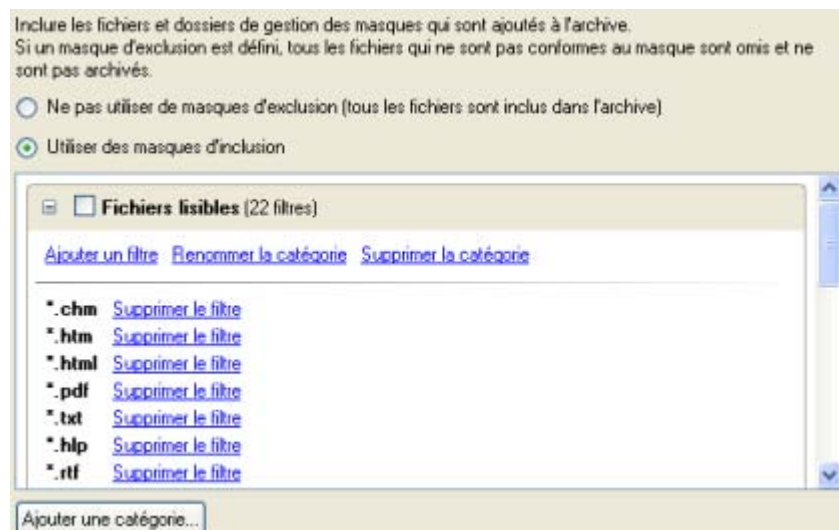 Inclure les fichiers et dossiers de gestion des masques qui sont ajoutés à l'archive.
Si un masque d'exclusion est défini, tous les fichiers qui ne sont pas conformes au masque sont omis et ne
sont pas archivés.
Ne pas utiliser de masques d'exclusion (tous les fichiers sont inclus dans l'archive)
Utiliser des masques d'inclusion
Fichiers lisibles (22 filtres)
Ajouter un filtre Renommer la catégorie Supprimer la catégorie
*.chm Supprimer le filtre
*.htm Supprimer le filtre
*.html Supprimer le filtre
*.pdf Supprimer le filtre
*.txt Supprimer le filtre
*.hlp Supprimer le filtre
*.rtf Supprimer le filtre
Ajouter une catégorie...